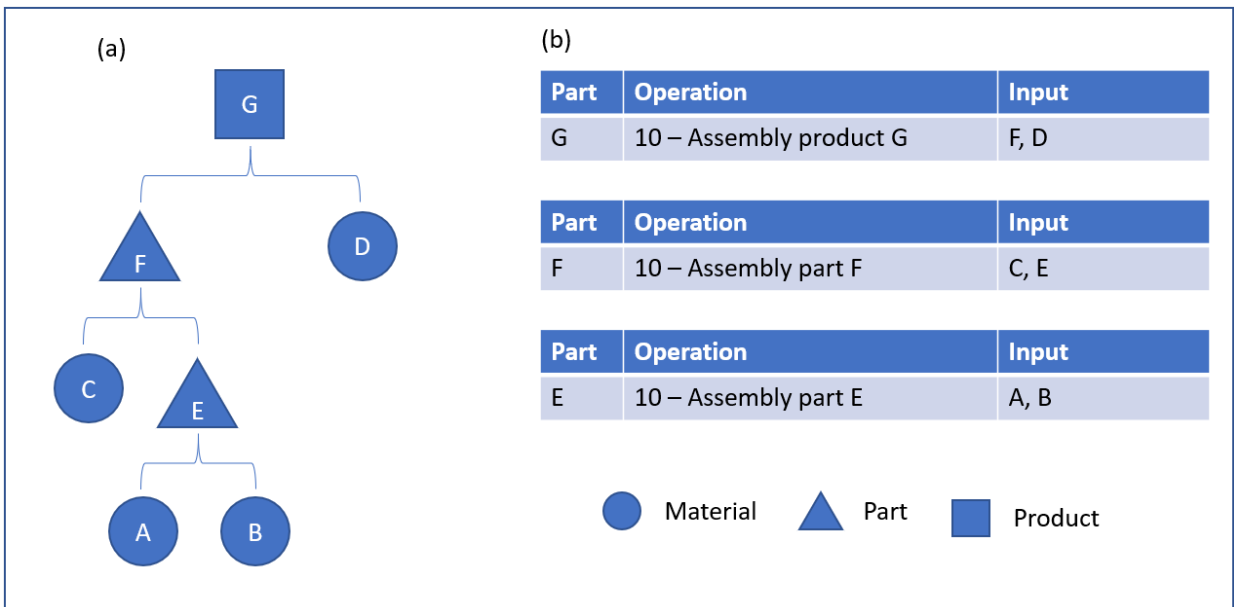 (a)
G
F
D
C
E
A
B
(b)
Part Operation Input
G 10 – Assembly product G F, D
Part Operation Input
F 10 – Assembly part F C, E
Part Operation Input
E 10 – Assembly part E A, B
Material Part Product